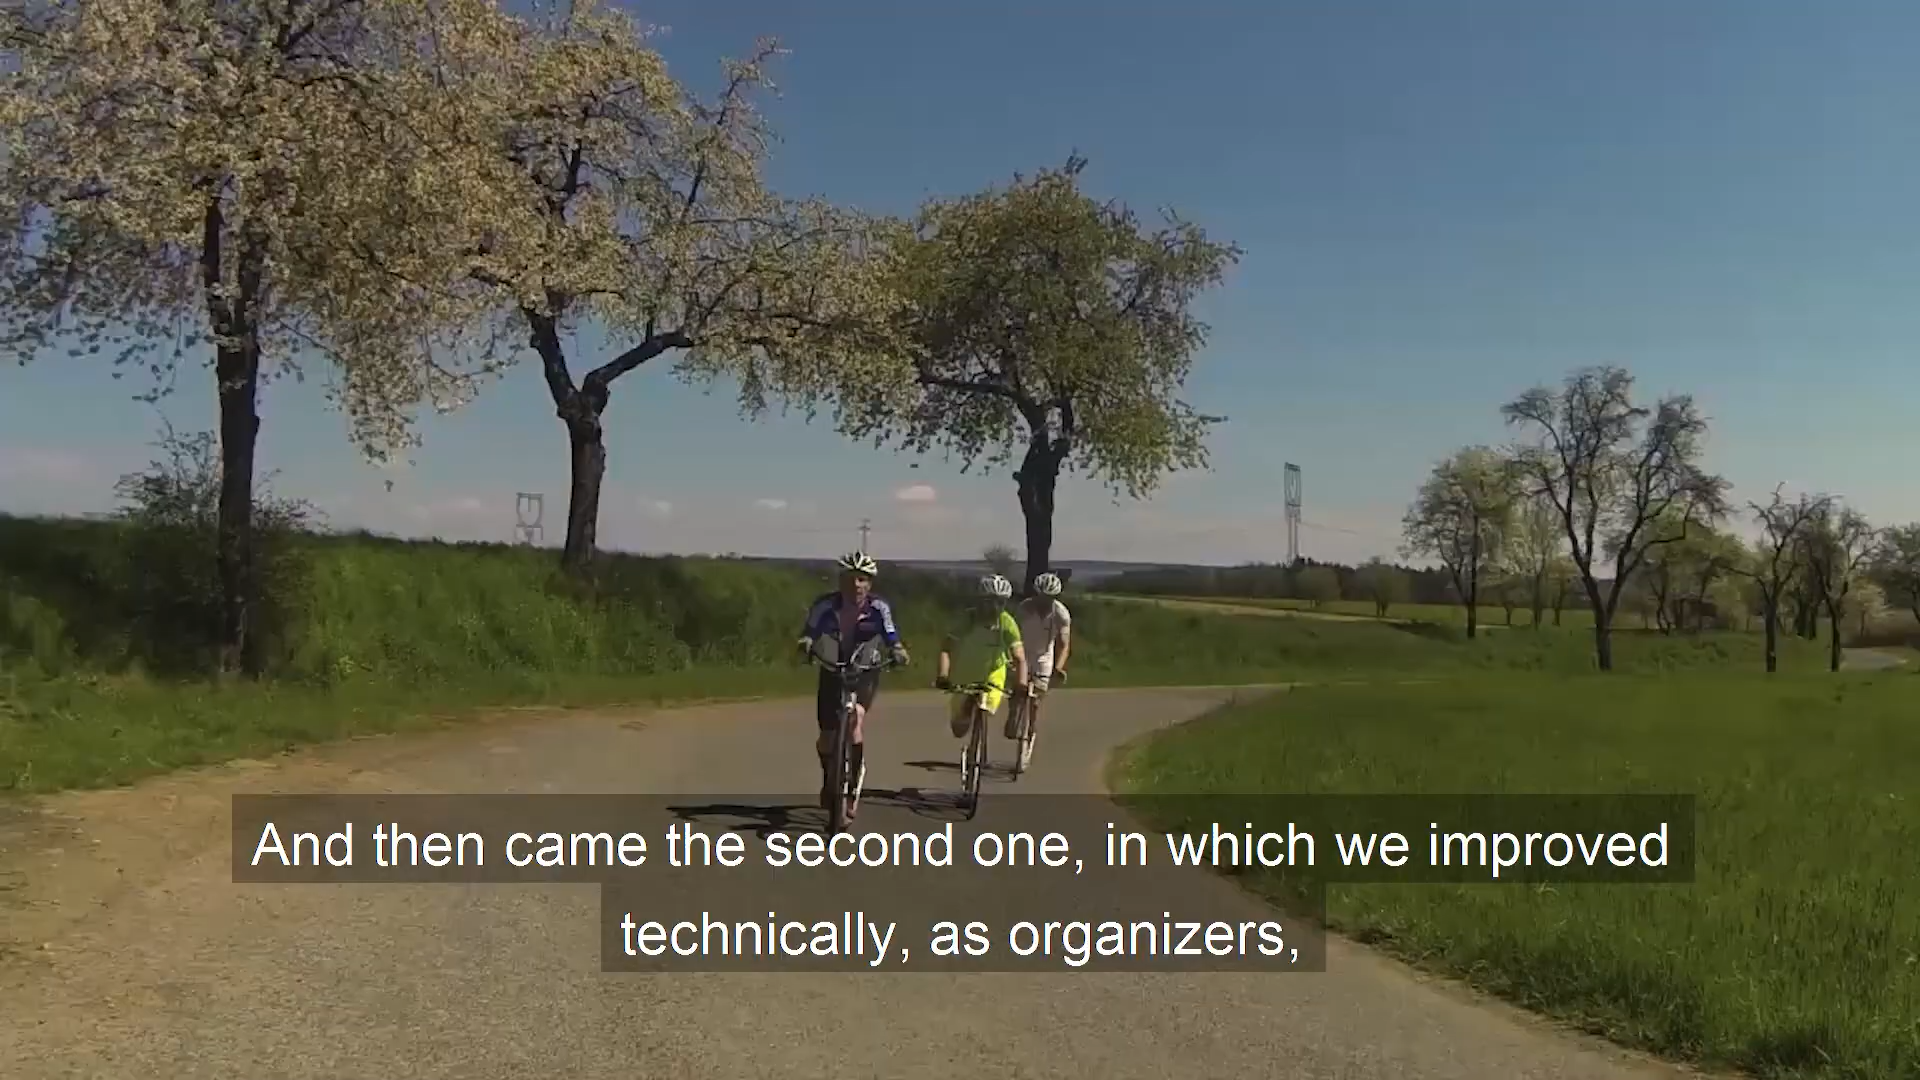 And then came the second one, in which we improved
technically, as organizers,